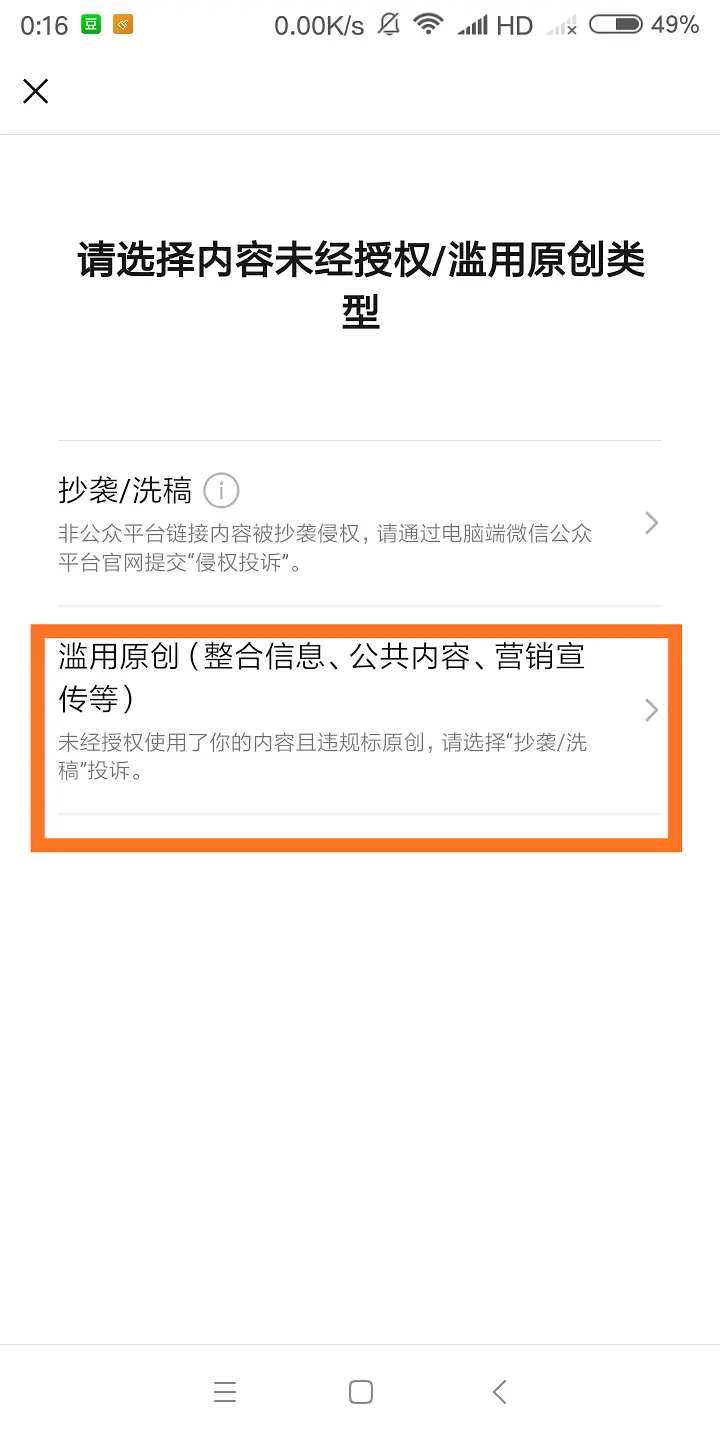 0:16 豆 0.00K/s HD 49%
请选择内容未经授权/滥用原创类
型
抄袭/洗稿
非公众平台链接内容被抄袭侵权，请通过电脑端微信公众
平台官网提交“侵权投诉”。
滥用原创（整合信息、公共内容、营销宣
传等）
未经授权使用了你的内容且违规标原创，请选择“抄袭/洗
稿”投诉。